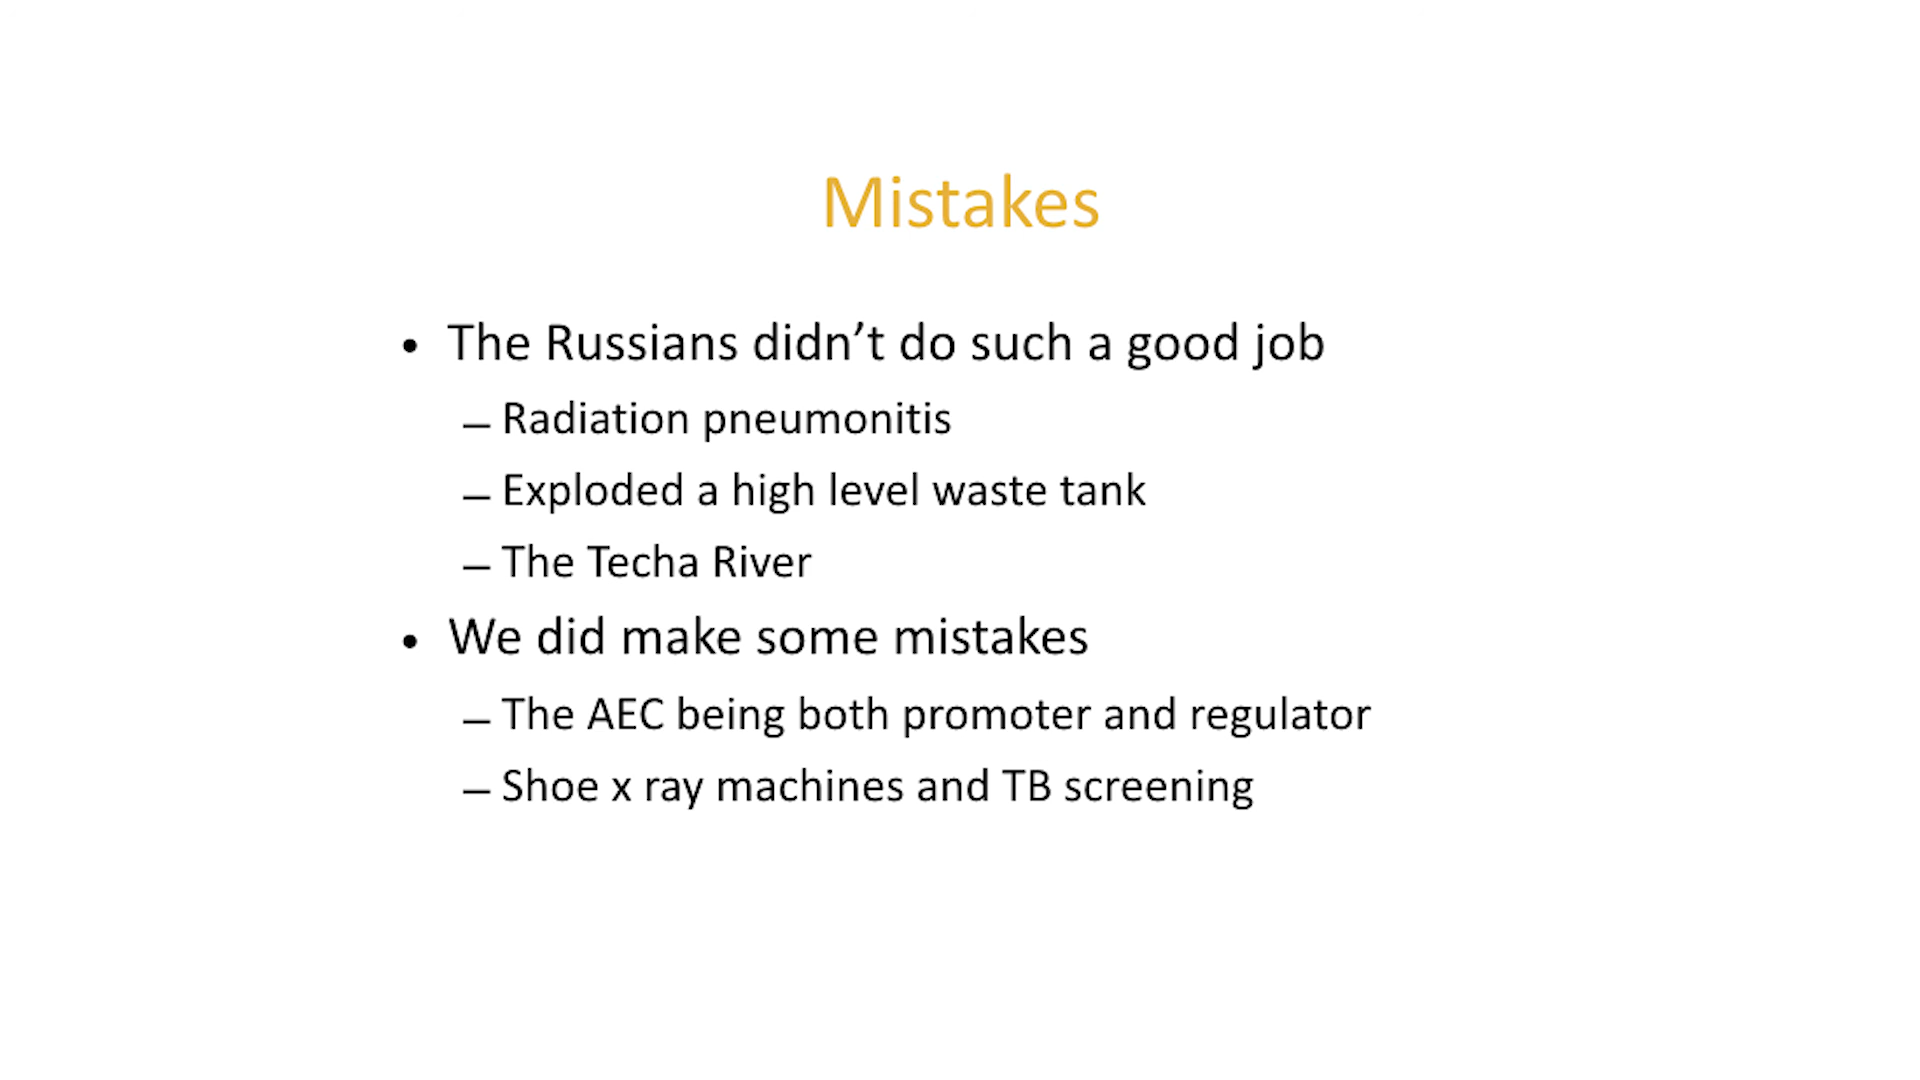 Mistakes
• The Russians didn’t do such a good job
– Radiation pneumonitis
– Exploded a high level waste tank
– The Techa River
• We did make some mistakes
– The AEC being both promoter and regulator
– Shoe x ray machines and TB screening